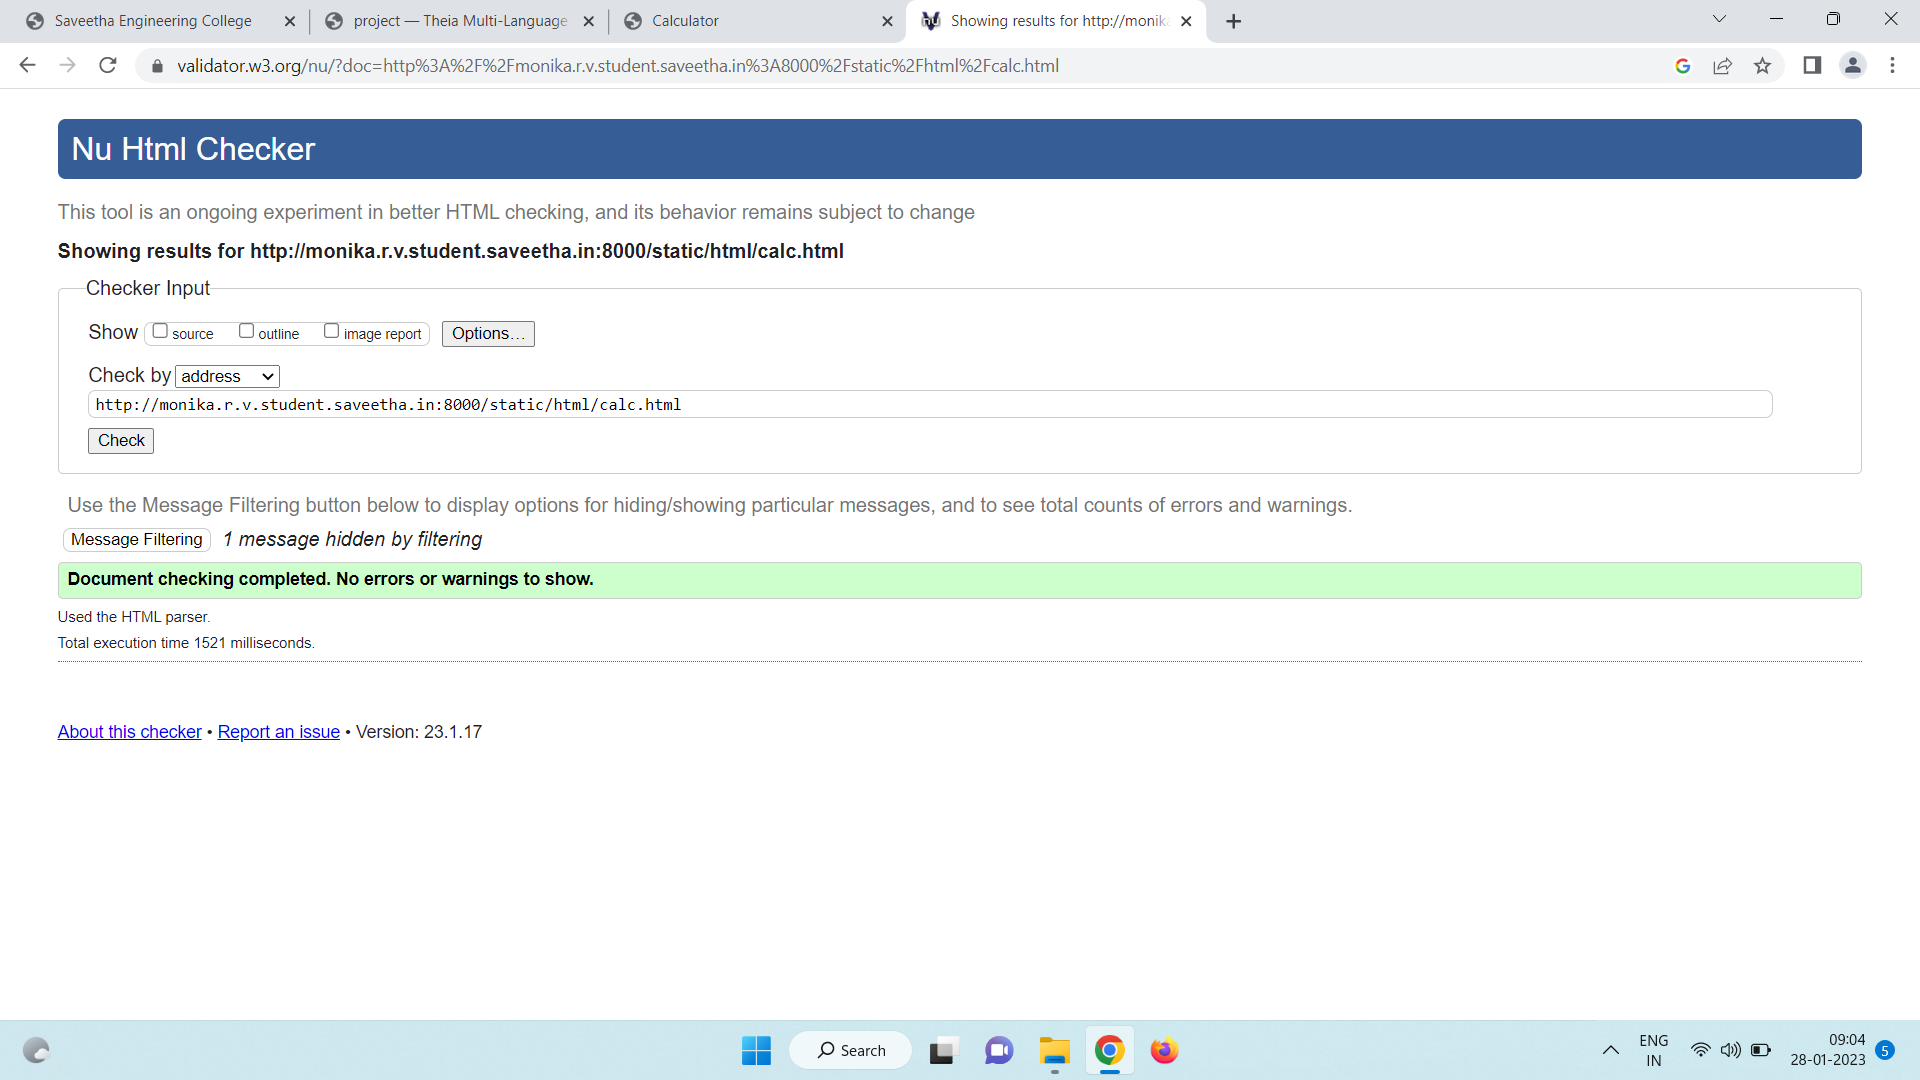 Saveetha Engineering College
project — Theia Multi-Language
Calculator
Showing results for http://monik
validator.w3.org/nu/?doc=http%3A%2F%2Fmonika.r.v.student.saveetha.in%3A8000%2Fstatic%2Fhtml%2Fcalc.html
Nu Html Checker
This tool is an ongoing experiment in better HTML checking, and its behavior remains subject to change
Showing results for http://monika.r.v.student.saveetha.in:8000/static/html/calc.html
Checker Input
Show source outline image report Options...
Check by address
http://monika.r.v.student.saveetha.in:8000/static/html/calc.html
Check
Use the Message Filtering button below to display options for hiding/showing particular messages, and to see total counts of errors and warnings.
Message Filtering 1 message hidden by filtering
Document checking completed. No errors or warnings to show.
Used the HTML parser.
Total execution time 1521 milliseconds.
About this checker • Report an issue • Version: 23.1.17
Search
ENG
IN
09:04
28-01-2023
5